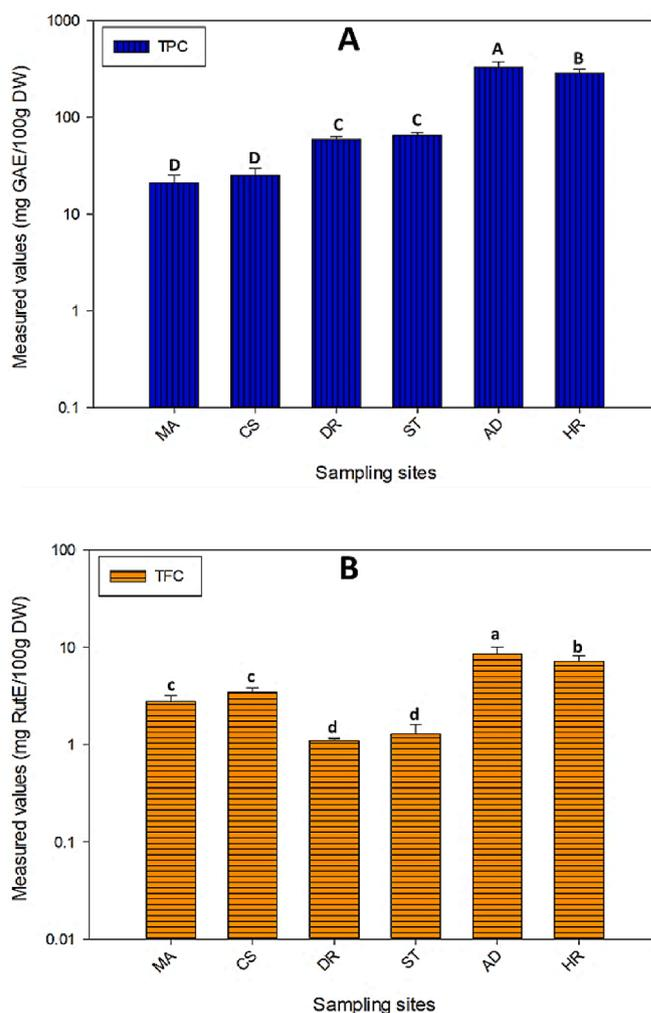 A
TPC
1000
100
10
1
0.1
Measured values (mg GAE/100g DW)
D
D
C
C
A
B
MA
CS
DR
ST
AD
HR
Sampling sites
B
TFC
100
10
1
0.1
0.01
Measured values (mg RutE/100g DW)
c
c
d
d
a
b
MA
CS
DR
ST
AD
HR
Sampling sites